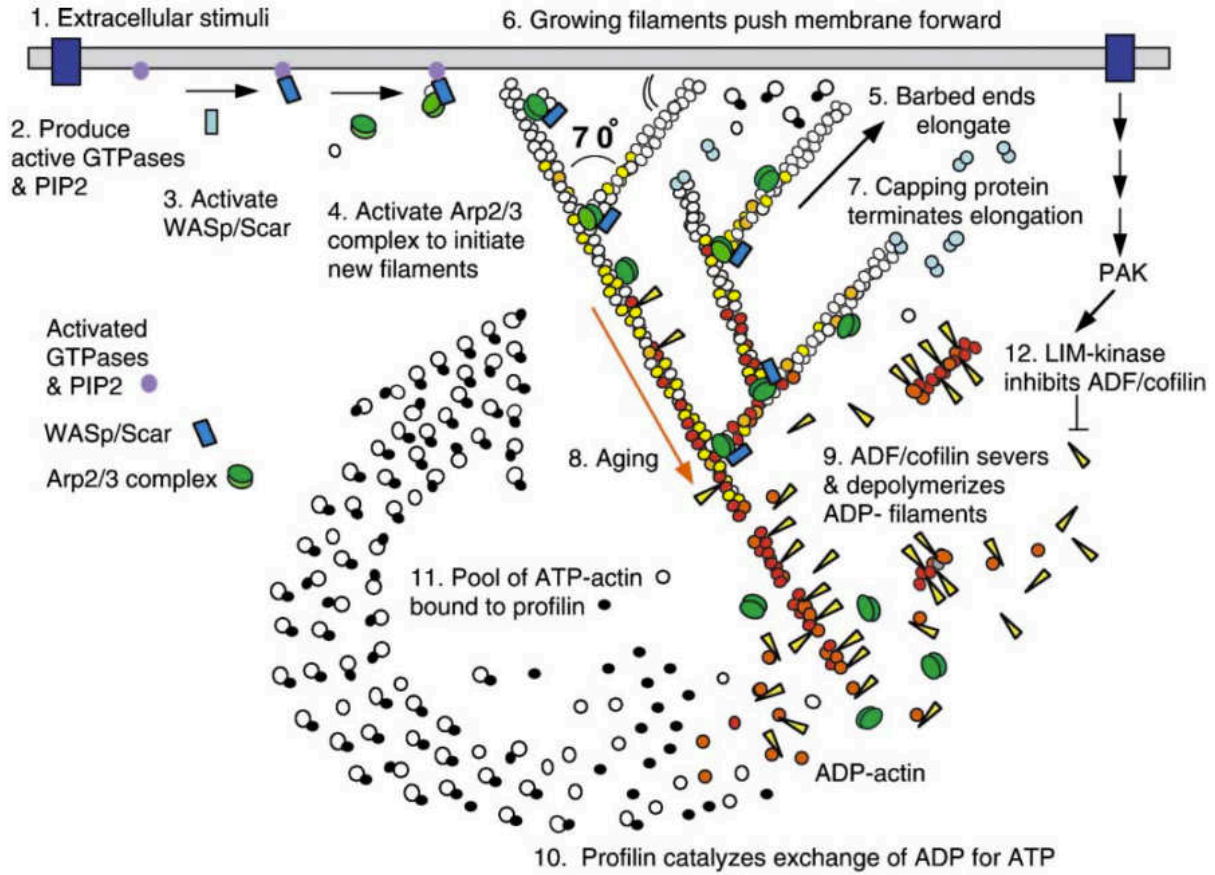 1. Extracellular stimuli
6. Growing filaments push membrane forward
2. Produce
active GTPases
& PIP2
3. Activate
WASp/Scar
4. Activate Arp2/3
complex to initiate
new filaments
70°
5. Barbed ends
elongate
7. Capping protein
terminates elongation
PAK
12. LIM-kinase
inhibits ADF/cofilin
Activated
GTPases
& PIP2
WASp/Scar
Arp2/3 complex
8. Aging
9. ADF/cofilin severs
& depolymerizes
ADP- filaments
11. Pool of ATP-actin
bound to profilin
ADP-actin
10. Profilin catalyzes exchange of ADP for ATP